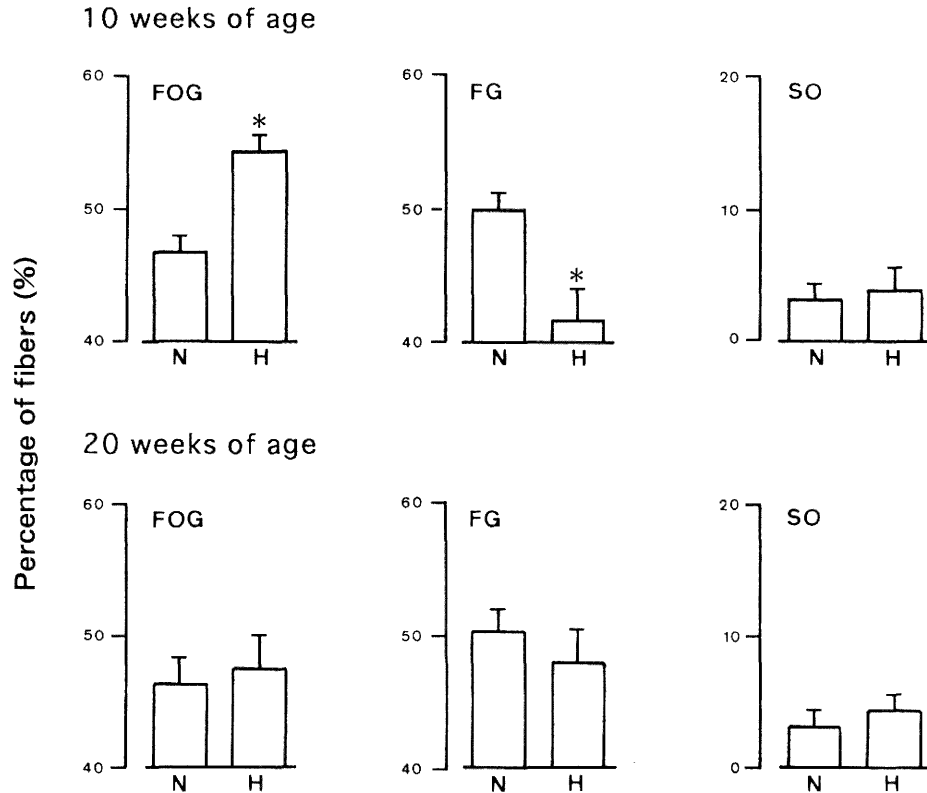 10 weeks of age
60
FOG
*
50
40
N H
60
FG
50
*
40
N H
20
SO
10
0
N H
Percentage of fibers (%)
20 weeks of age
60
FOG
50
40
N H
60
FG
50
40
N H
20
SO
10
0
N H